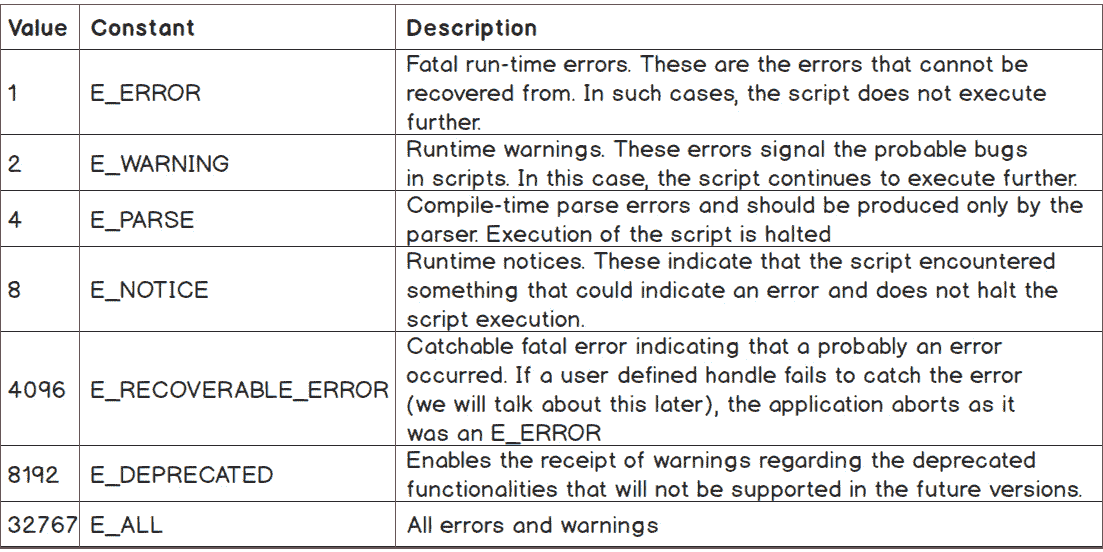 Value Constant Description
Fatal run-time errors. These are the errors that cannot be
1 E_ERROR recovered from. In such cases, the script does not execute
further.
2 E_WARNING Runtime warnings. These errors signal the probable bugs
in scripts. In this case, the script continues to execute further.
4 E_PARSE Compile-time parse errors and should be produced only by the
parser. Execution of the script is halted
Runtime notices. These indicate that the script encountered
8 E_NOTICE something that could indicate an error and does not halt the
script execution.
Catchable fatal error indicating that a probably an error
4096 E_RECOVERABLE_ERROR occurred. If a user defined handle fails to catch the error
(we will talk about this later), the application aborts as it
was an E_ERROR
8192 E_DEPRECATED Enables the receipt of warnings regarding the deprecated
functionalities that will not be supported in the future versions.
32767 E_ALL All errors and warnings